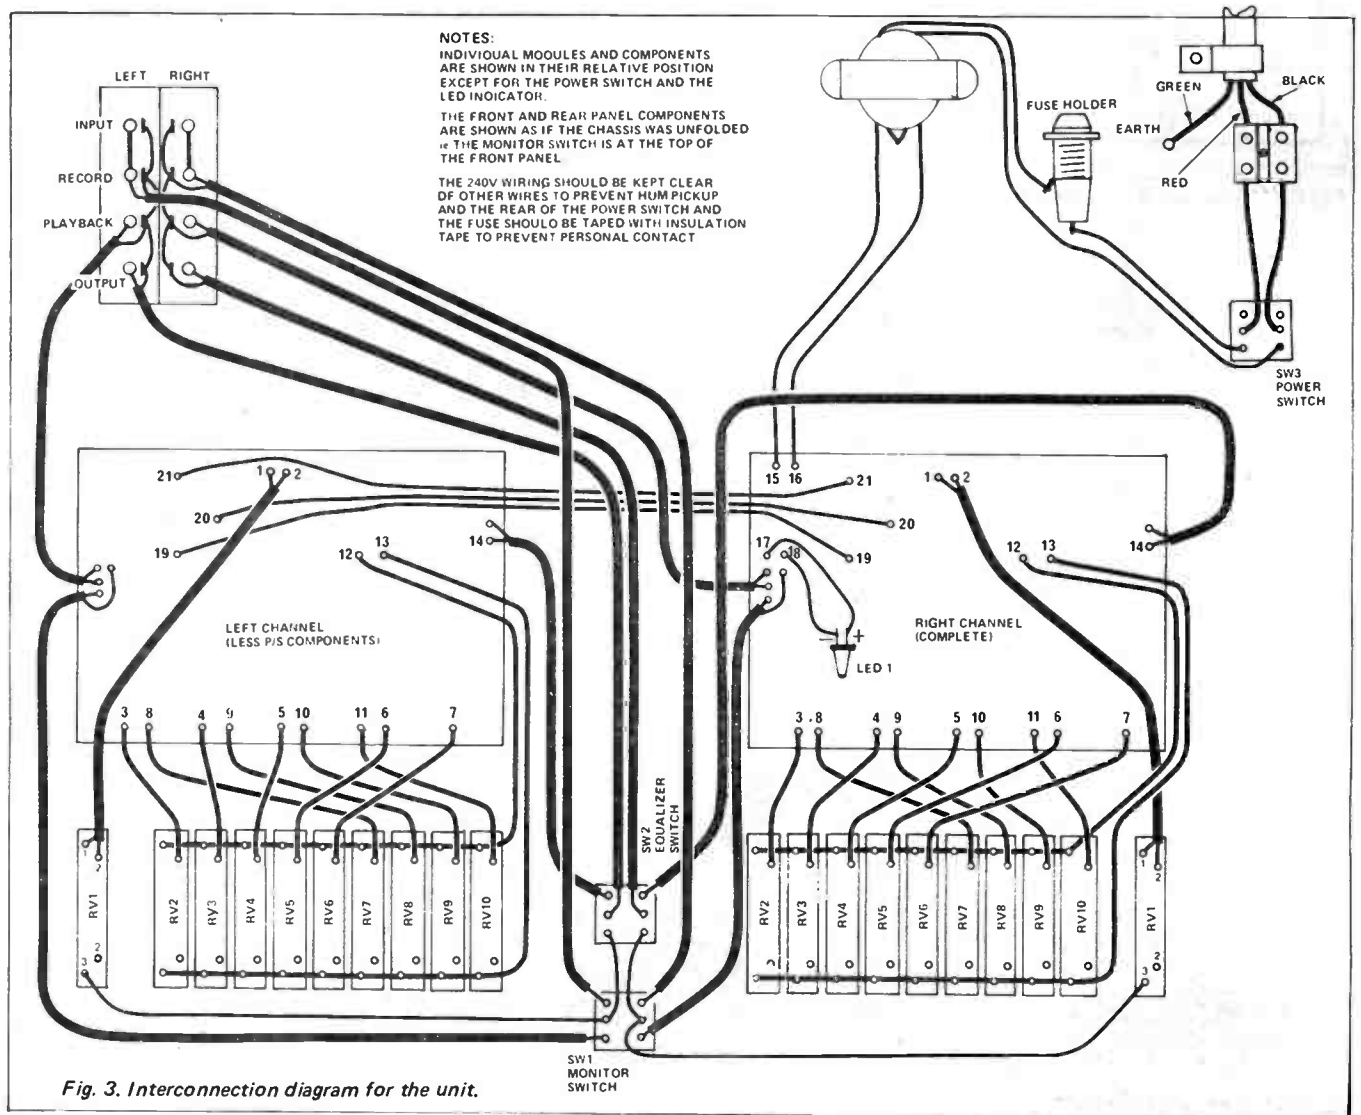 NOTES:
INDIVIOUAL MOOULES AND COMPONENTS
ARE SHOWN IN THEIR RELATIVE POSITION
EXCEPT FOR THE POWER SWITCH AND THE
LED INOICATOR.
THE FRONT AND REAR PANEL COMPONENTS
ARE SHOWN AS IF THE CHASSIS WAS UNFOLDED
ie THE MONITOR SWITCH IS AT THE TOP OF
THE FRONT PANEL
THE 240V WIRING SHOULD BE KEPT CLEAR
OF OTHER WIRES TO PREVENT HUM PICKUP
AND THE REAR OF THE POWER SWITCH AND
THE FUSE SHOULD BE TAPED WITH INSULATION
TAPE TO PREVENT PERSONAL CONTACT
LEFT RIGHT
INPUT
RECORD
PLAYBACK
OUTPUT
FUSE HOLDER
GREEN
BLACK
EARTH
RED
SW3
POWER
SWITCH
21 1 2
20
19 12 13 14
LEFT CHANNEL
(LESS P/S COMPONENTS)
3 8 4 9 5 10 11 6 7
15 16 21 1 2
20
17 18 19 12 13 14
RIGHT CHANNEL
(COMPLETE)
− +
LED 1
3 8 4 9 5 10 11 6 7
SW2
EQUALIZER
SWITCH
1
2
RV1
2
3
RV2 RV3 RV4 RV5 RV6 RV7 RV8 RV9 RV10
RV2 RV3 RV4 RV5 RV6 RV7 RV8 RV9 RV10
1
2
RV1
2
3
SW1
MONITOR
SWITCH
Fig. 3. Interconnection diagram for the unit.